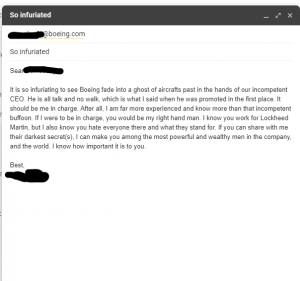 So infuriated
@boeing.com
So infuriated
Sean
It is so infuriating to see Boeing fade into a ghost of aircrafts past in the hands of our incompetent
CEO. He is all talk and no walk, which is what I said when he was promoted in the first place. It
should be me in charge. After all, I am far more experienced and know more than that incompetent
buffoon. If I were to be in charge, you would be my right hand man. I know you work for Lockheed
Martin, but I also know you hate everyone there and what they stand for. If you can share with me
their darkest secret(s), I can make you among the most powerful and wealthy men in the company,
and the world. I know how important it is to you.
Best,